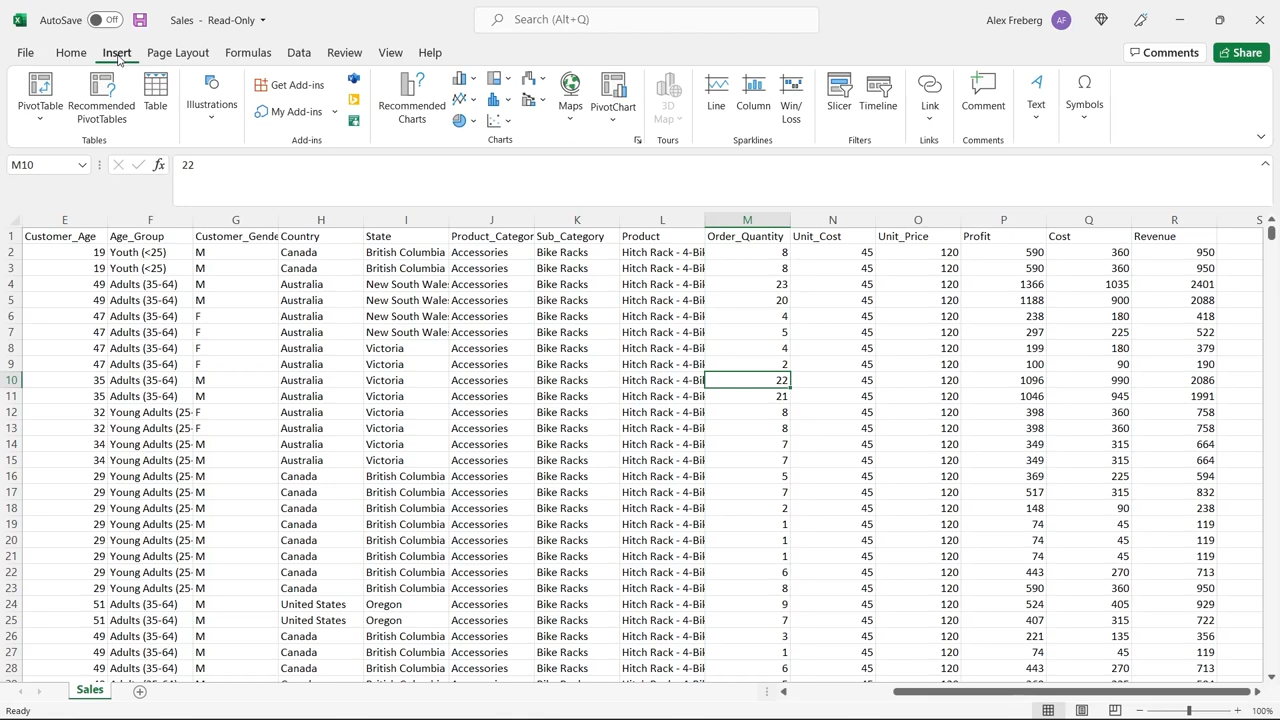 AutoSave Off Sales - Read-Only Search (Alt+Q) Alex Freberg AF
File Home Insert Page Layout Formulas Data Review View Help Comments Share
PivotTable Recommended PivotTables Table Illustrations Get Add-ins My Add-ins Recommended Charts Maps PivotChart 3D Map Line Column Win/Loss Slicer Timeline Link Comment Text Symbols
Tables Add-ins Charts Tours Sparklines Filters Links Comments
M10 fx 22
E F G H I J K L M N O P Q R S
1 Customer_Age Age_Group Customer_Gende Country State Product_Categor Sub_Category Product Order_Quantity Unit_Cost Unit_Price Profit Cost Revenue
2 19 Youth (<25) M Canada British Columbia Accessories Bike Racks Hitch Rack - 4-Bil 8 45 120 590 360 950
3 19 Youth (<25) M Canada British Columbia Accessories Bike Racks Hitch Rack - 4-Bil 8 45 120 590 360 950
4 49 Adults (35-64) M Australia New South Wale Accessories Bike Racks Hitch Rack - 4-Bil 23 45 120 1366 1035 2401
5 49 Adults (35-64) M Australia New South Wale Accessories Bike Racks Hitch Rack - 4-Bil 20 45 120 1188 900 2088
6 47 Adults (35-64) F Australia New South Wale Accessories Bike Racks Hitch Rack - 4-Bil 4 45 120 238 180 418
7 47 Adults (35-64) F Australia New South Wale Accessories Bike Racks Hitch Rack - 4-Bil 5 45 120 297 225 522
8 47 Adults (35-64) F Australia Victoria Accessories Bike Racks Hitch Rack - 4-Bil 4 45 120 199 180 379
9 47 Adults (35-64) F Australia Victoria Accessories Bike Racks Hitch Rack - 4-Bil 2 45 120 100 90 190
10 35 Adults (35-64) M Australia Victoria Accessories Bike Racks Hitch Rack - 4-Bil 22 45 120 1096 990 2086
11 35 Adults (35-64) M Australia Victoria Accessories Bike Racks Hitch Rack - 4-Bil 21 45 120 1046 945 1991
12 32 Young Adults (25- F Australia Victoria Accessories Bike Racks Hitch Rack - 4-Bil 8 45 120 398 360 758
13 32 Young Adults (25- F Australia Victoria Accessories Bike Racks Hitch Rack - 4-Bil 8 45 120 398 360 758
14 34 Young Adults (25- M Australia Victoria Accessories Bike Racks Hitch Rack - 4-Bil 7 45 120 349 315 664
15 34 Young Adults (25- M Australia Victoria Accessories Bike Racks Hitch Rack - 4-Bil 7 45 120 349 315 664
16 29 Young Adults (25- M Canada British Columbia Accessories Bike Racks Hitch Rack - 4-Bil 5 45 120 369 225 594
17 29 Young Adults (25- M Canada British Columbia Accessories Bike Racks Hitch Rack - 4-Bil 7 45 120 517 315 832
18 29 Young Adults (25- M Canada British Columbia Accessories Bike Racks Hitch Rack - 4-Bil 2 45 120 148 90 238
19 29 Young Adults (25- M Canada British Columbia Accessories Bike Racks Hitch Rack - 4-Bil 1 45 120 74 45 119
20 29 Young Adults (25- M Canada British Columbia Accessories Bike Racks Hitch Rack - 4-Bil 1 45 120 74 45 119
21 29 Young Adults (25- M Canada British Columbia Accessories Bike Racks Hitch Rack - 4-Bil 1 45 120 74 45 119
22 29 Young Adults (25- M Canada British Columbia Accessories Bike Racks Hitch Rack - 4-Bil 6 45 120 443 270 713
23 29 Young Adults (25- M Canada British Columbia Accessories Bike Racks Hitch Rack - 4-Bil 8 45 120 590 360 950
24 51 Adults (35-64) M United States Oregon Accessories Bike Racks Hitch Rack - 4-Bil 9 45 120 524 405 929
25 51 Adults (35-64) M United States Oregon Accessories Bike Racks Hitch Rack - 4-Bil 7 45 120 407 315 722
26 49 Adults (35-64) M Canada British Columbia Accessories Bike Racks Hitch Rack - 4-Bil 3 45 120 221 135 356
27 49 Adults (35-64) M Canada British Columbia Accessories Bike Racks Hitch Rack - 4-Bil 1 45 120 74 45 119
28 49 Adults (35-64) M Canada British Columbia Accessories Bike Racks Hitch Rack - 4-Bil 6 45 120 443 270 713
Sales
Ready 100%